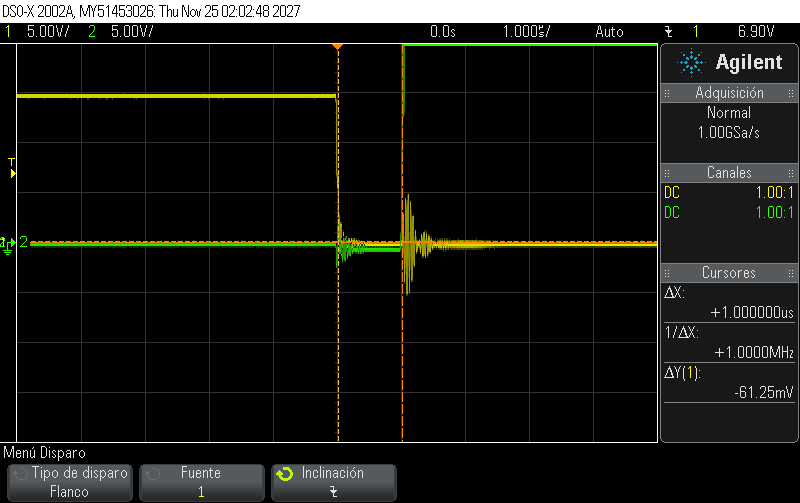 DSO-X 2002A, MY51453026: Thu Nov 25 02:02:48 2027
1 5.00V/ 2 5.00V/ 0.0s 1.000us/ Auto 1 6.90V
Agilent
Adquisición
Normal
1.00GSa/s
Canales
DC 1.00:1
DC 1.00:1
Cursores
ΔX:
+1.000000us
1/ΔX:
+1.0000MHz
ΔY(1):
-61.25mV
T
2
Menú Disparo
Tipo de disparo
Flanco
Fuente
1
Inclinación